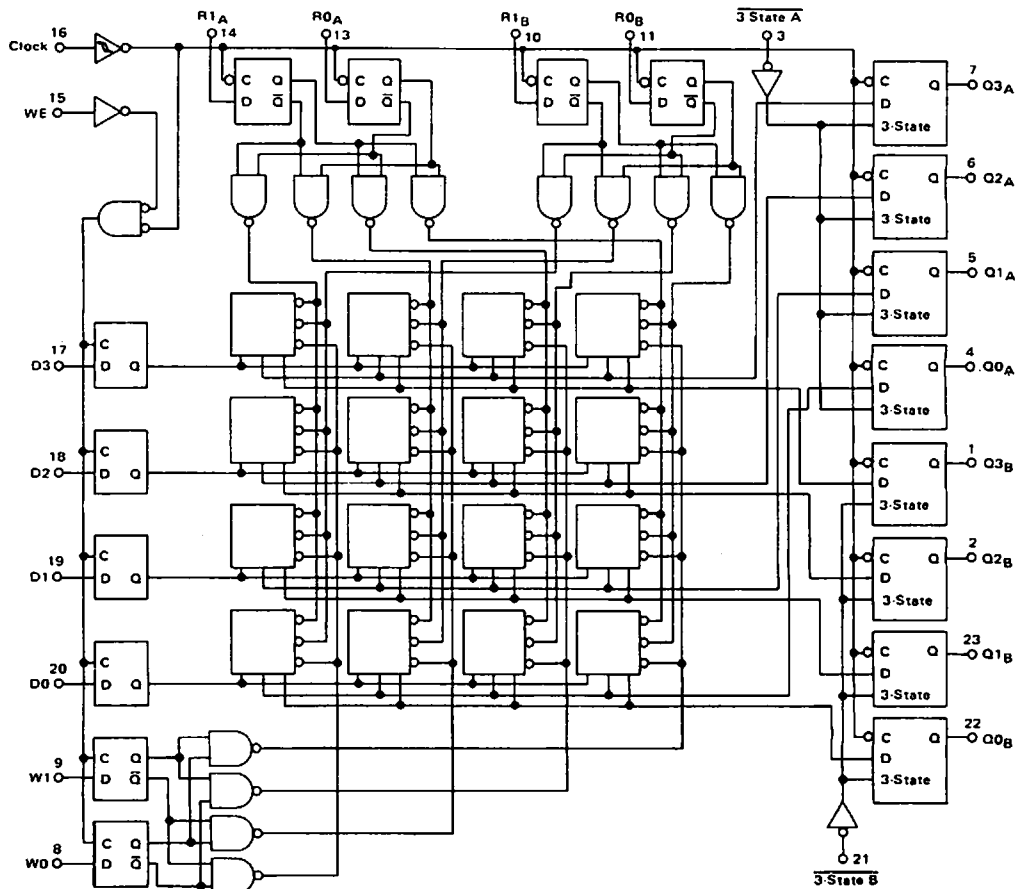 R1A
R0A
R1B
R0B
3-State A
16
14
13
10
11
3
Clock
7
C Q
C Q
C Q
C Q
C Q
Q3A
15
D Q̅
D Q̅
D Q̅
D Q̅
D
WE
3-State
6
C Q
Q2A
D
3-State
5
C Q
Q1A
D
3-State
17
C
D3
D Q
4
C Q
Q0A
D
3-State
18
C
D2
D Q
1
C Q
Q3B
D
3-State
19
C
D1
D Q
2
C Q
Q2B
D
3-State
20
C
D0
D Q
23
C Q
Q1B
D
3-State
9
C Q
W1
D Q̅
22
C Q
Q0B
D
3-State
8
C Q
W0
D Q̅
21
3-State B